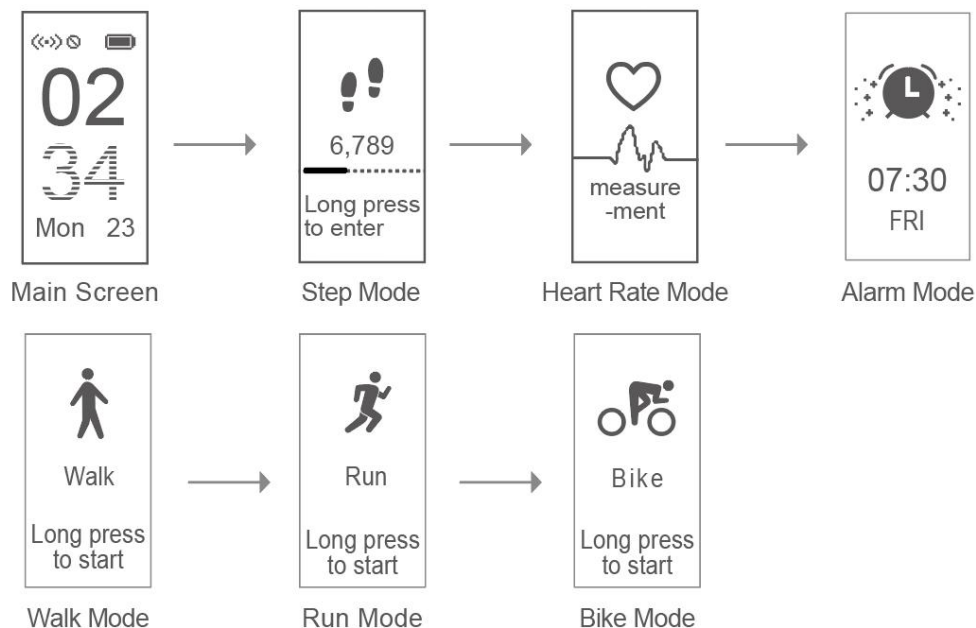 02
34
Mon 23
Main Screen
6,789
Long press
to enter
Step Mode
measure
-ment
Heart Rate Mode
07:30
FRI
Alarm Mode
Walk
Long press
to start
Walk Mode
Run
Long press
to start
Run Mode
Bike
Long press
to start
Bike Mode